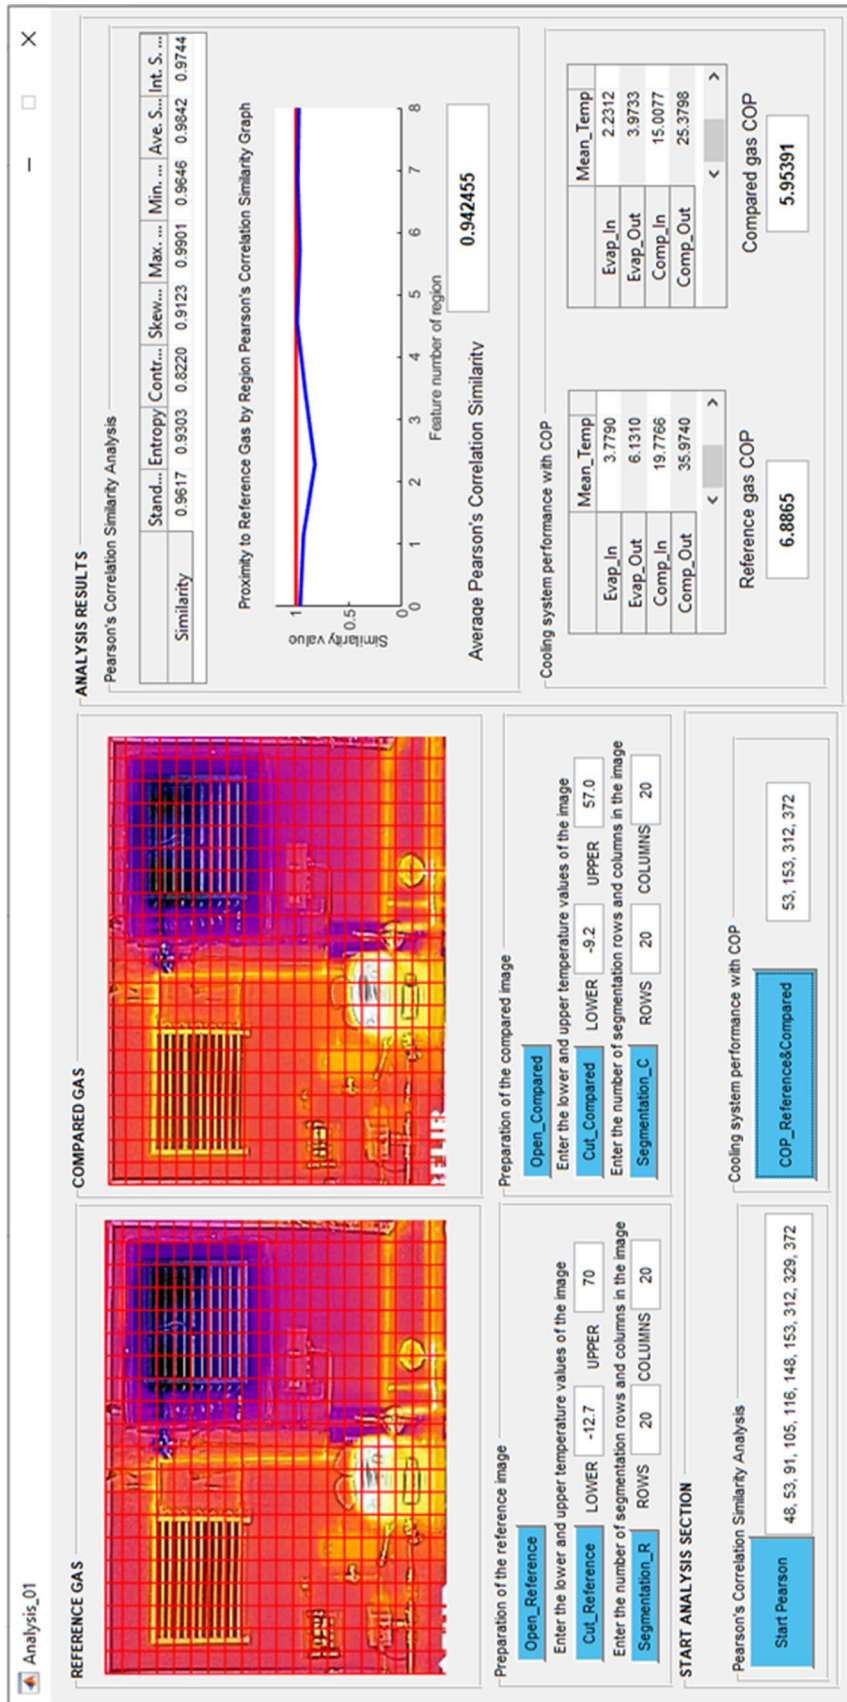 Analysis_01
REFERENCE GAS
COMPARED GAS
Preparation of the reference image
Open_Reference
Enter the lower and upper temperature values of the image
Cut_Reference LOWER -12.7 UPPER 70
Enter the number of segmentation rows and columns in the image
Segmentation_R ROWS 20 COLUMNS 20
Preparation of the compared image
Open_Compared
Enter the lower and upper temperature values of the image
Cut_Compared LOWER -9.2 UPPER 57.0
Enter the number of segmentation rows and columns in the image
Segmentation_C ROWS 20 COLUMNS 20
START ANALYSIS SECTION
Pearson's Correlation Similarity Analysis
Start Pearson 48, 53, 91, 105, 116, 148, 153, 312, 329, 372
Cooling system performance with COP
COP_Reference&Compared 53, 153, 312, 372
ANALYSIS RESULTS
Pearson's Correlation Similarity Analysis
Stand... Entropy Contr... Skew... Max. ... Min. ... Ave. S... Int. S. ...
Similarity 0.9617 0.9303 0.8220 0.9123 0.9901 0.9646 0.9842 0.9744
Proximity to Reference Gas by Region Pearson's Correlation Similarity Graph
Similarity value
1
0.5
0
0 1 2 3 4 5 6 7 8
Feature number of region
Average Pearson's Correlation Similarity 0.942455
Cooling system performance with COP
Mean_Temp
Evap_In 3.7790
Evap_Out 6.1310
Comp_In 19.7766
Comp_Out 35.9740
Reference gas COP
6.8865
Mean_Temp
Evap_In 2.2312
Evap_Out 3.9733
Comp_In 15.0077
Comp_Out 25.3798
Compared gas COP
5.95391